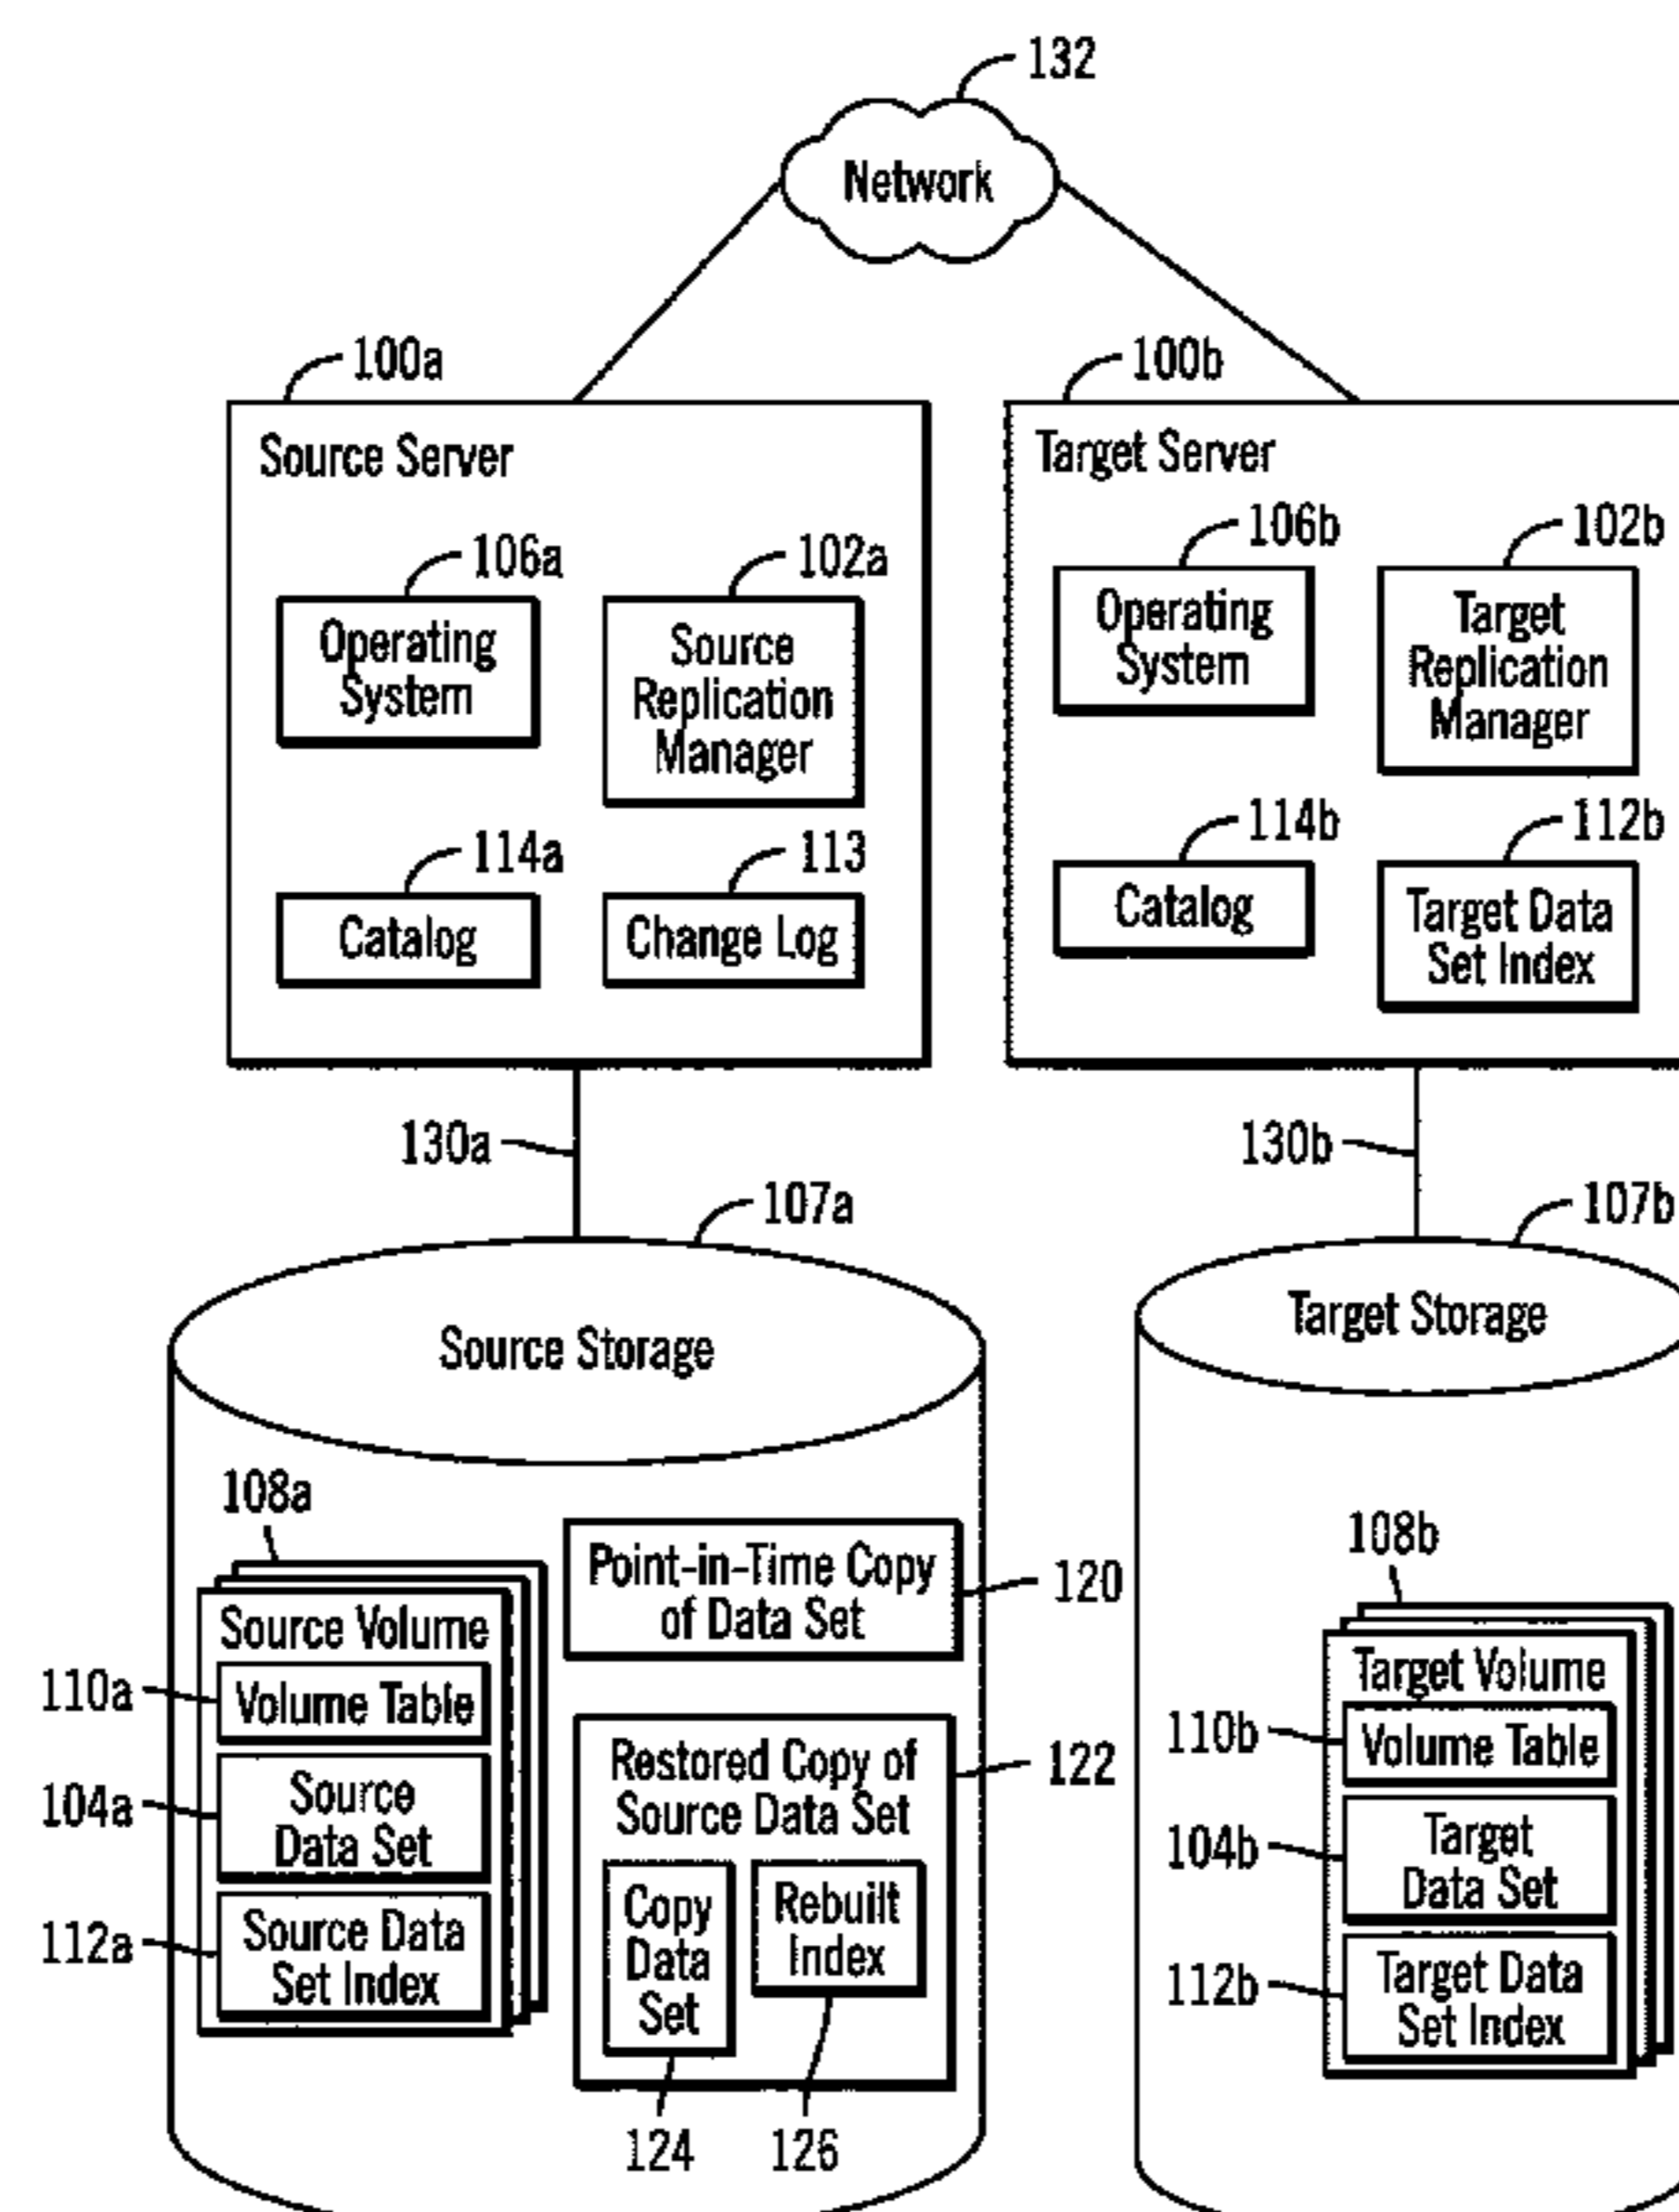 132
Network
100a
Source Server
106a
Operating
System
102a
Source
Replication
Manager
114a
Catalog
113
Change Log
100b
Target Server
106b
Operating
System
102b
Target
Replication
Manager
114b
Catalog
112b
Target Data
Set Index
130a
107a
Source Storage
108a
Source Volume
110a
Volume Table
104a
Source
Data Set
112a
Source Data
Set Index
Point-in-Time Copy
of Data Set
120
Restored Copy of
Source Data Set
122
Copy
Data
Set
Rebuilt
Index
124
126
130b
107b
Target Storage
108b
Target Volume
110b
Volume Table
104b
Target
Data Set
112b
Target Data
Set Index